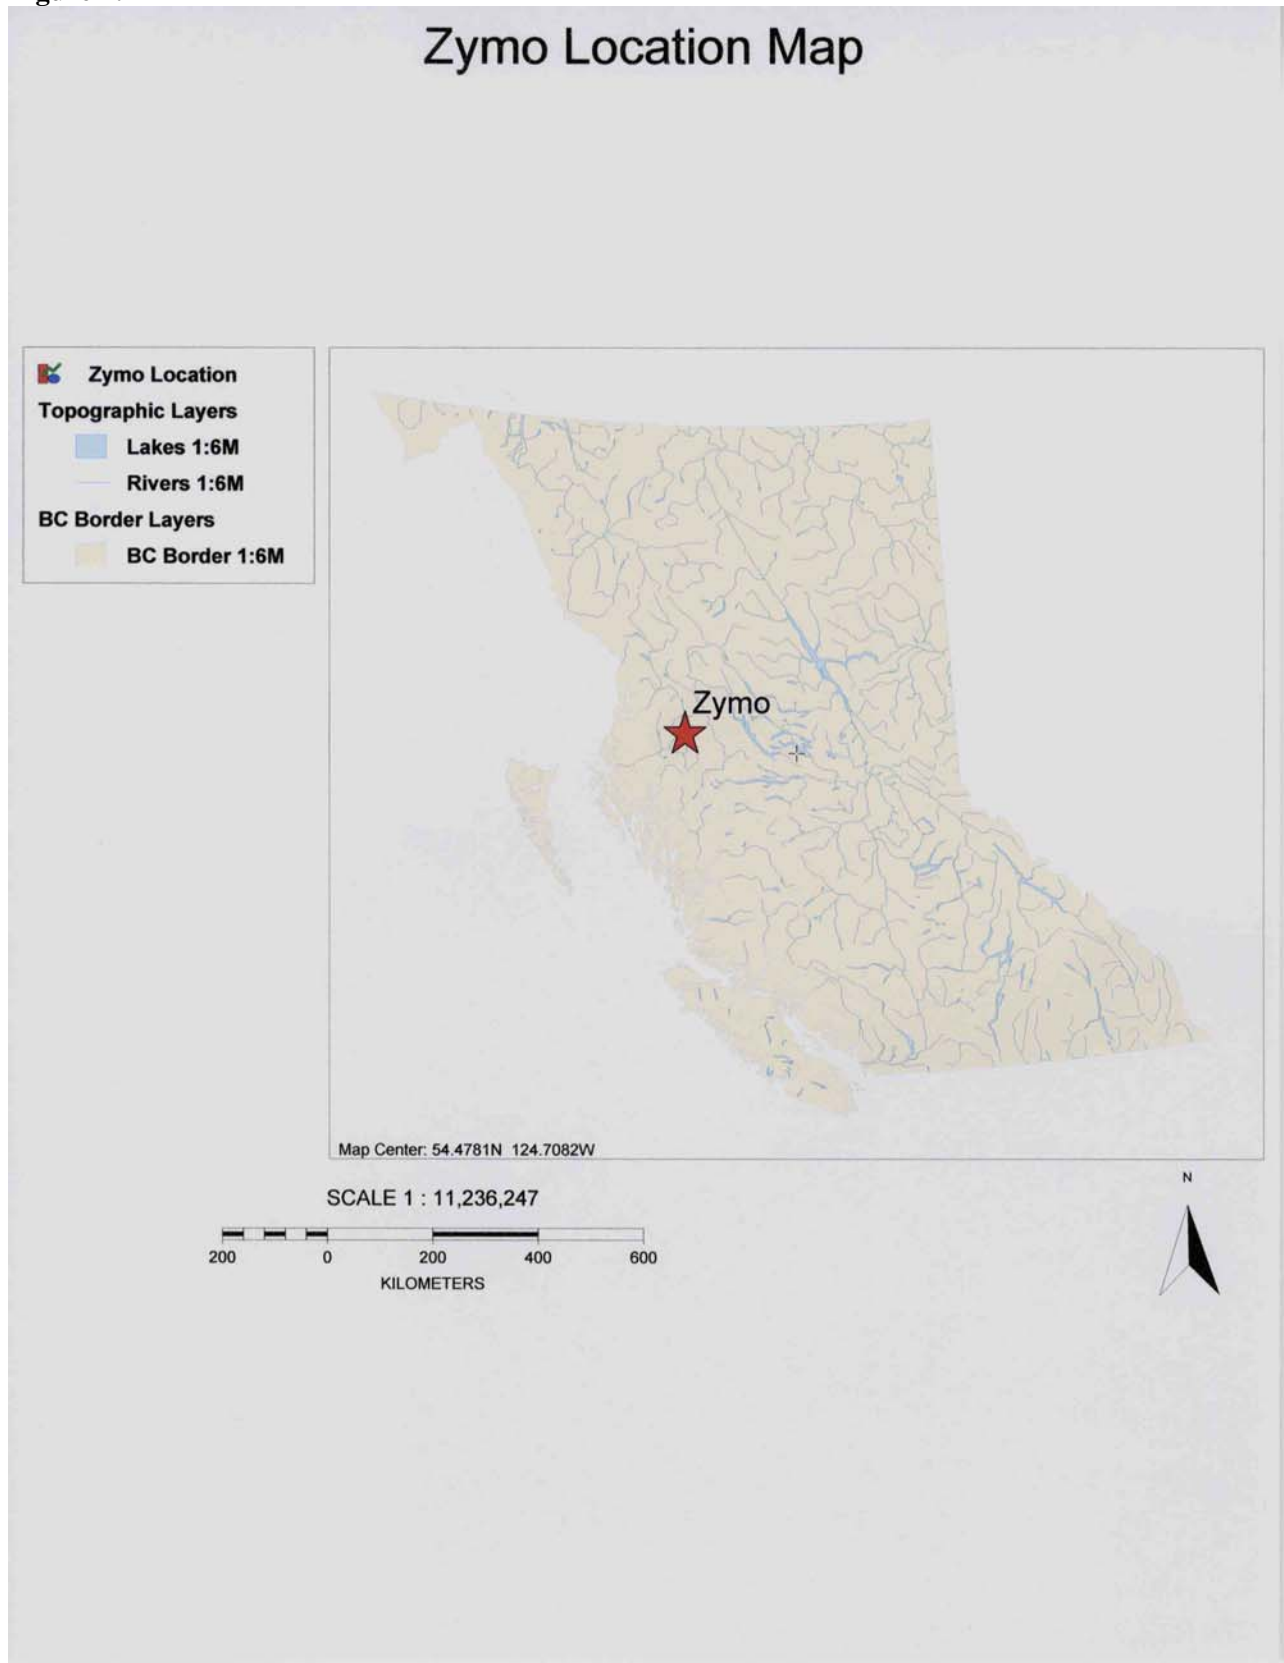 Zymo Location Map
Zymo Location
Topographic Layers
Lakes 1:6M
Rivers 1:6M
BC Border Layers
BC Border 1:6M
Zymo
Map Center: 54.4781N 124.7082W
SCALE 1 : 11,236,247
200 0 200 400 600
KILOMETERS
N